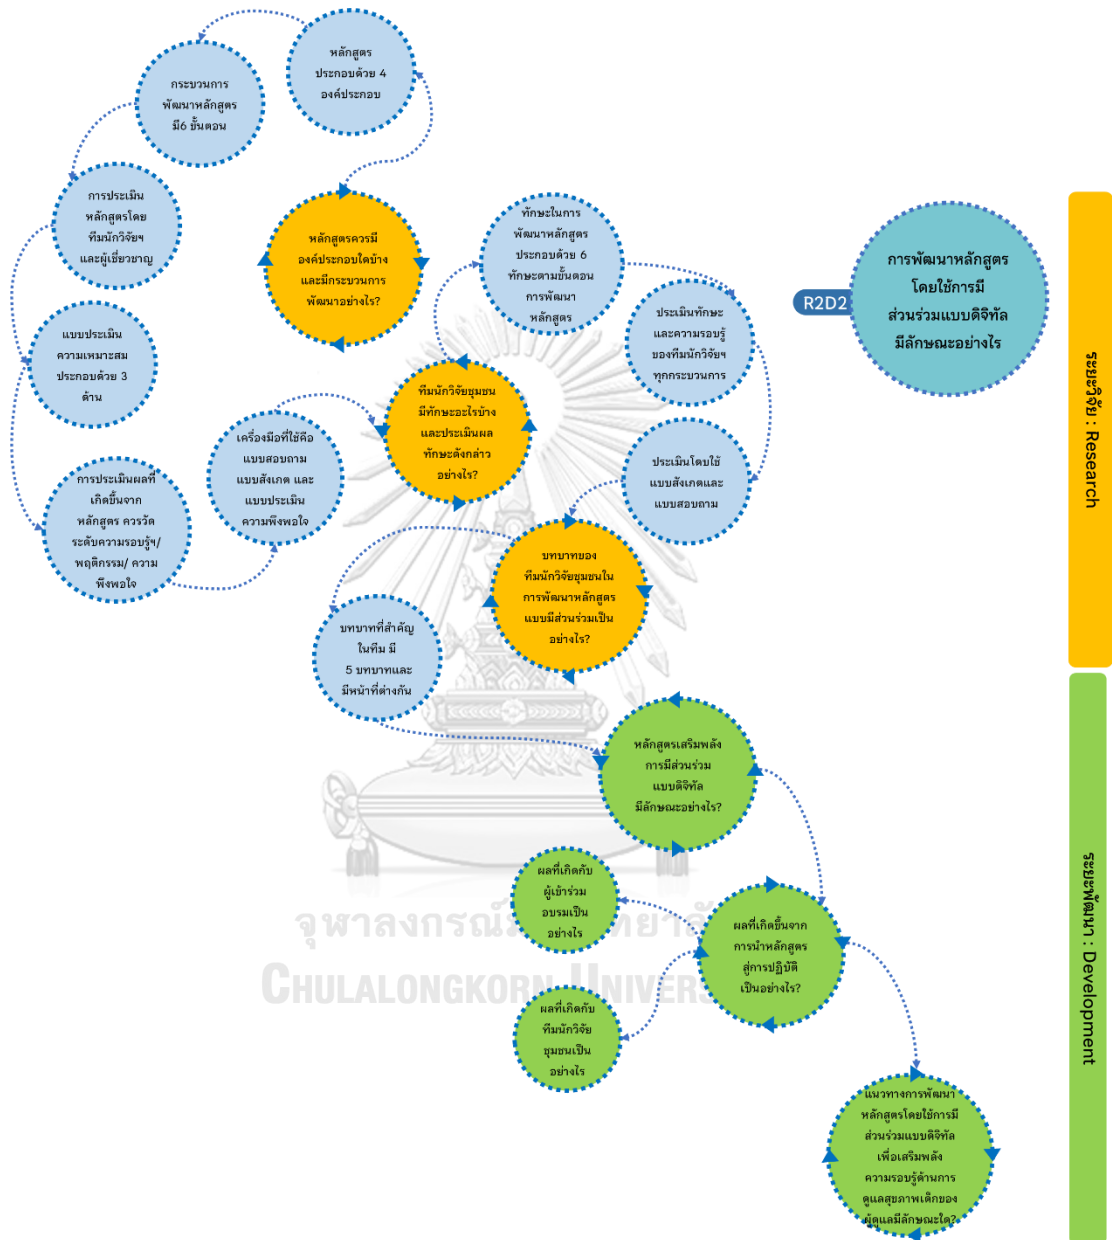 หลักสูตร
ประกอบด้วย 4
องค์ประกอบ
กระบวนการ
พัฒนาหลักสูตร
มี6 ขั้นตอน
การประเมิน
หลักสูตรโดย
ทีมนักวิจัยฯ
และผู้เชี่ยวชาญ
แบบประเมิน
ความเหมาะสม
ประกอบด้วย 3
ด้าน
การประเมินผลที่
เกิดขึ้นจาก
หลักสูตร ควรวัด
ระดับความรอบรู้ฯ/
พฤติกรรม/ ความ
พึงพอใจ
เครื่องมือที่ใช้คือ
แบบสอบถาม
แบบสังเกต และ
แบบประเมิน
ความพึงพอใจ
หลักสูตรควรมี
องค์ประกอบใดบ้าง
และมีกระบวนการ
พัฒนาอย่างไร?
ทีมนักวิจัยชุมชน
มีทักษะอะไรบ้าง
และประเมินผล
ทักษะดังกล่าว
อย่างไร?
ทักษะในการ
พัฒนาหลักสูตร
ประกอบด้วย 6
ทักษะตามขั้นตอน
การพัฒนา
หลักสูตร
ประเมินทักษะ
และความรอบรู้
ของทีมนักวิจัยฯ
ทุกกระบวนการ
ประเมินโดยใช้
แบบสังเกตและ
แบบสอบถาม
บทบาทของ
ทีมนักวิจัยชุมชนใน
การพัฒนาหลักสูตร
แบบมีส่วนร่วมเป็น
อย่างไร?
บทบาทที่สำคัญ
ในทีม มี
5 บทบาทและ
มีหน้าที่ต่างกัน
R2D2
การพัฒนาหลักสูตร
โดยใช้การมี
ส่วนร่วมแบบดิจิทัล
มีลักษณะอย่างไร
ระยะวิจัย : Research
หลักสูตรเสริมพลัง
การมีส่วนร่วม
แบบดิจิทัล
มีลักษณะอย่างไร?
ผลที่เกิดกับ
ผู้เข้าร่วม
อบรมเป็น
อย่างไร
ผลที่เกิดขึ้นจาก
การนำหลักสูตร
สู่การปฏิบัติ
เป็นอย่างไร?
ผลที่เกิดกับ
ทีมนักวิจัย
ชุมชนเป็น
อย่างไร
แนวทางการพัฒนา
หลักสูตรโดยใช้การมี
ส่วนร่วมแบบดิจิทัล
เพื่อเสริมพลัง
ความรอบรู้ด้านการ
ดูแลสุขภาพเด็กของ
ผู้ดูแลมีลักษณะใด?
ระยะพัฒนา : Development
จุฬาลงกรณ์
CHULALONGKORN UNIVERS